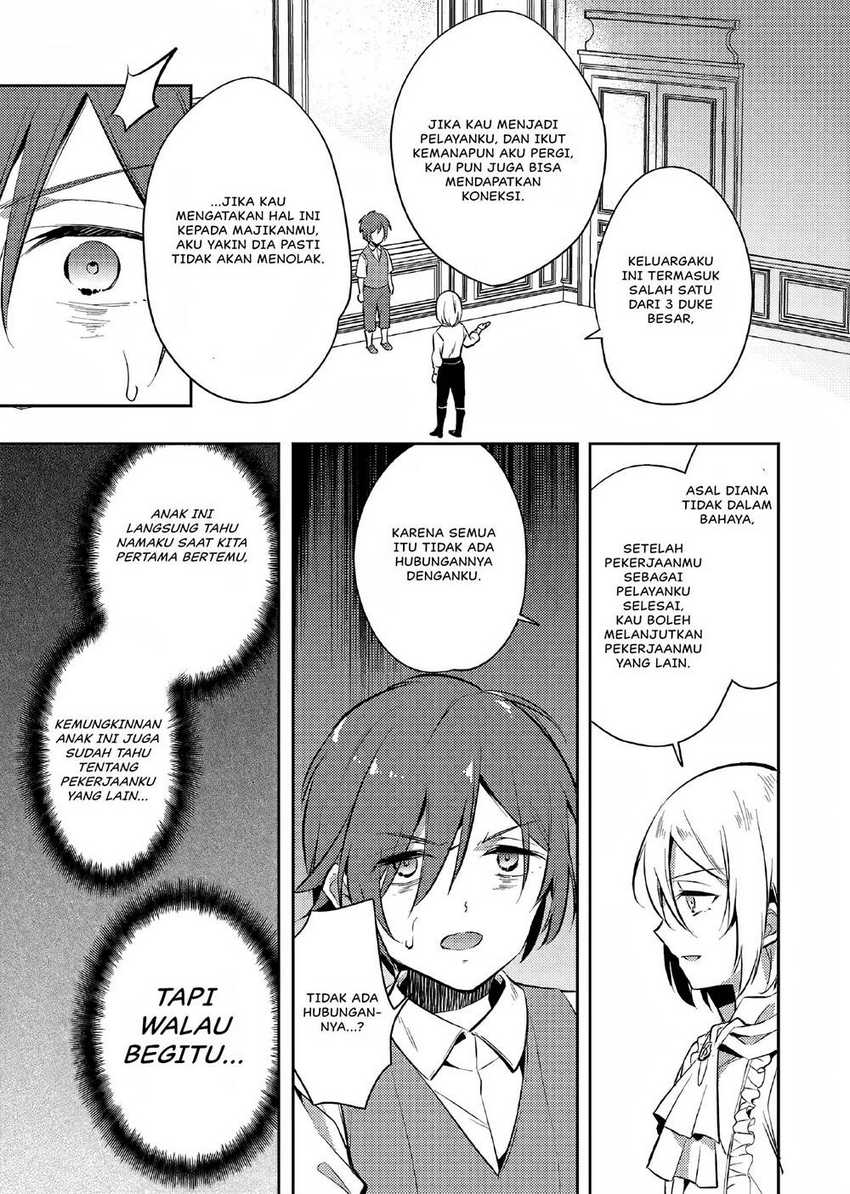 KELUARGAKU
INI TERMASUK
SALAH SATU
DARI 3 DUKE
BESAR,
JIKA KAU MENJADI
PELAYANKU, DAN IKUT
KEMANAPUN AKU PERGI,
KAU PUN JUGA BISA
MENDAPATKAN
KONEKSI.
...JIKA KAU
MENGATAKAN HAL INI
KEPADA MAJIKANMU,
AKU YAKIN DIA PASTI
TIDAK AKAN MENOLAK.
ASAL DIANA
TIDAK DALAM
BAHAYA,
SETELAH
PEKERJAANMU
SEBAGAI
PELAYANKU
SELESAI,
KAU BOLEH
MELANJUTKAN
PEKERJAANMU
YANG LAIN.
KARENA SEMUA
ITU TIDAK ADA
HUBUNGANNYA
DENGANKU.
TIDAK ADA
HUBUNGAN-
NYA...?
ANAK INI
LANGSUNG TAHU
NAMAKU SAAT KITA
PERTAMA BERTEMU,
KEMUNGKINNAN
ANAK INI JUGA
SUDAH TAHU
TENTANG
PEKERJAANKU
YANG LAIN...
TAPI
WALAU
BEGITU...